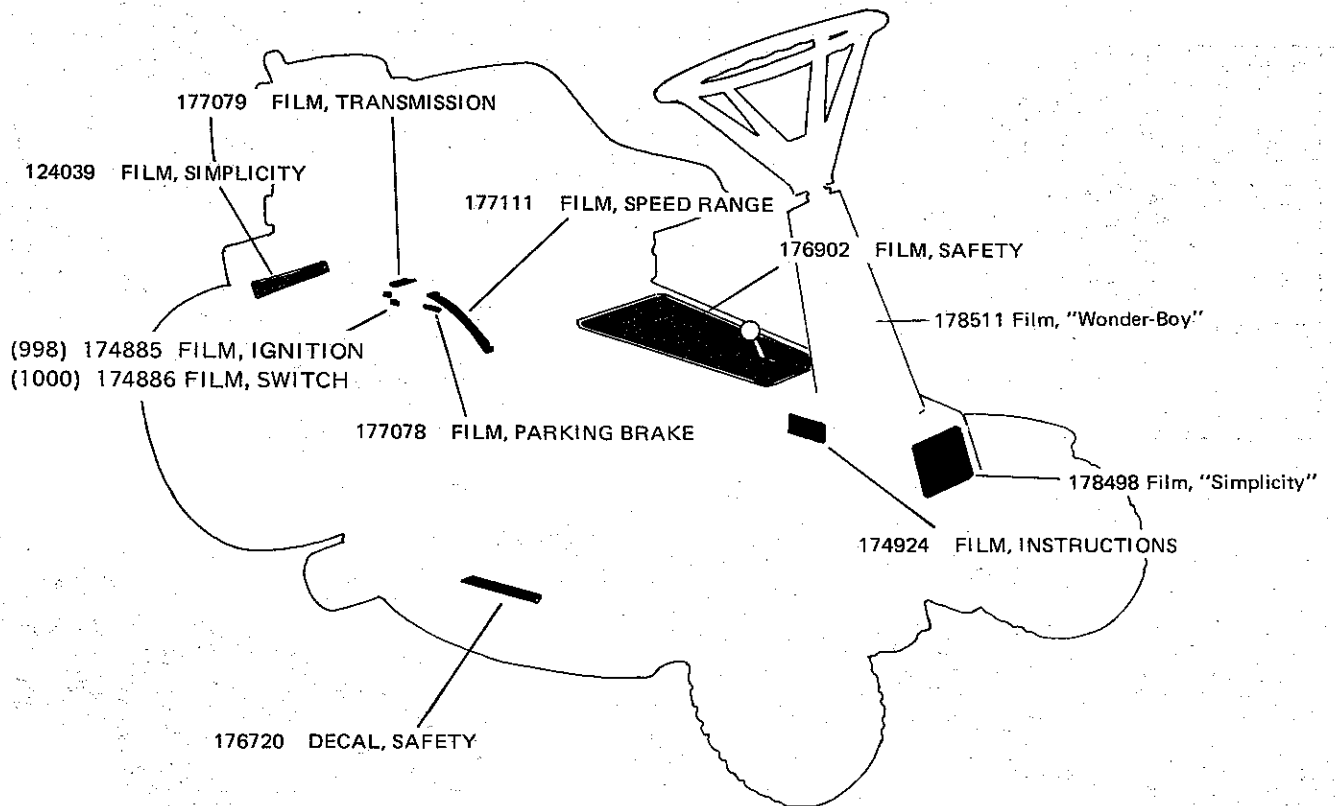 177079 FILM, TRANSMISSION
124039 FILM, SIMPLICITY
177111 FILM, SPEED RANGE
176902 FILM, SAFETY
178511 Film, "Wonder-Boy"
(998) 174885 FILM, IGNITION
(1000) 174886 FILM, SWITCH
177078 FILM, PARKING BRAKE
178498 Film, "Simplicity"
174924 FILM, INSTRUCTIONS
176720 DECAL, SAFETY